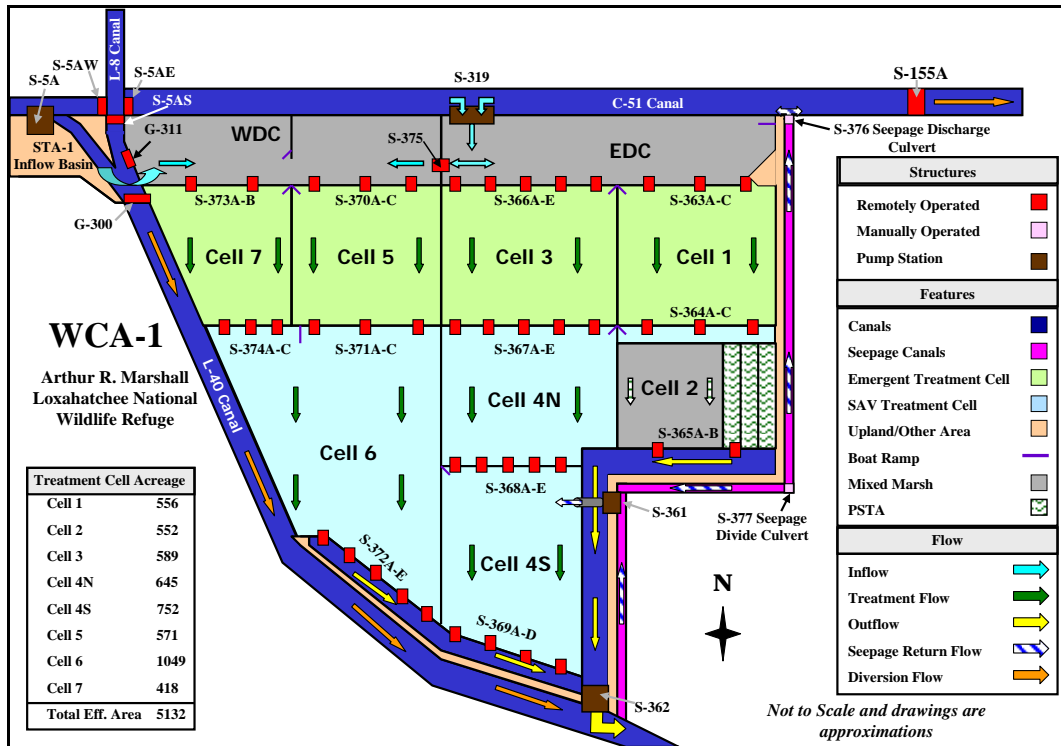 L-8 Canal
S-5AW
S-5AE
S-5A
S-5AS
S-319
S-155A
C-51 Canal
G-311
WDC
S-375
EDC
S-376 Seepage Discharge
Culvert
STA-1
Inflow Basin
G-300
S-373A-B
S-370A-C
S-366A-E
S-363A-C
Cell 7
Cell 5
Cell 3
Cell 1
S-364A-C
S-374A-C
S-371A-C
S-367A-E
WCA-1
Arthur R. Marshall
Loxahatchee National
Wildlife Refuge
L-40 Canal
Cell 2
Cell 4N
S-365A-B
Cell 6
S-368A-E
S-361
S-377 Seepage
Divide Culvert
Cell 4S
S-372A-E
S-369A-D
S-362
N
Treatment Cell Acreage
Cell 1 556
Cell 2 552
Cell 3 589
Cell 4N 645
Cell 4S 752
Cell 5 571
Cell 6 1049
Cell 7 418
Total Eff. Area 5132
Structures
Remotely Operated
Manually Operated
Pump Station
Features
Canals
Seepage Canals
Emergent Treatment Cell
SAV Treatment Cell
Upland/Other Area
Boat Ramp
Mixed Marsh
PSTA
Flow
Inflow
Treatment Flow
Outflow
Seepage Return Flow
Diversion Flow
Not to Scale and drawings are
approximations